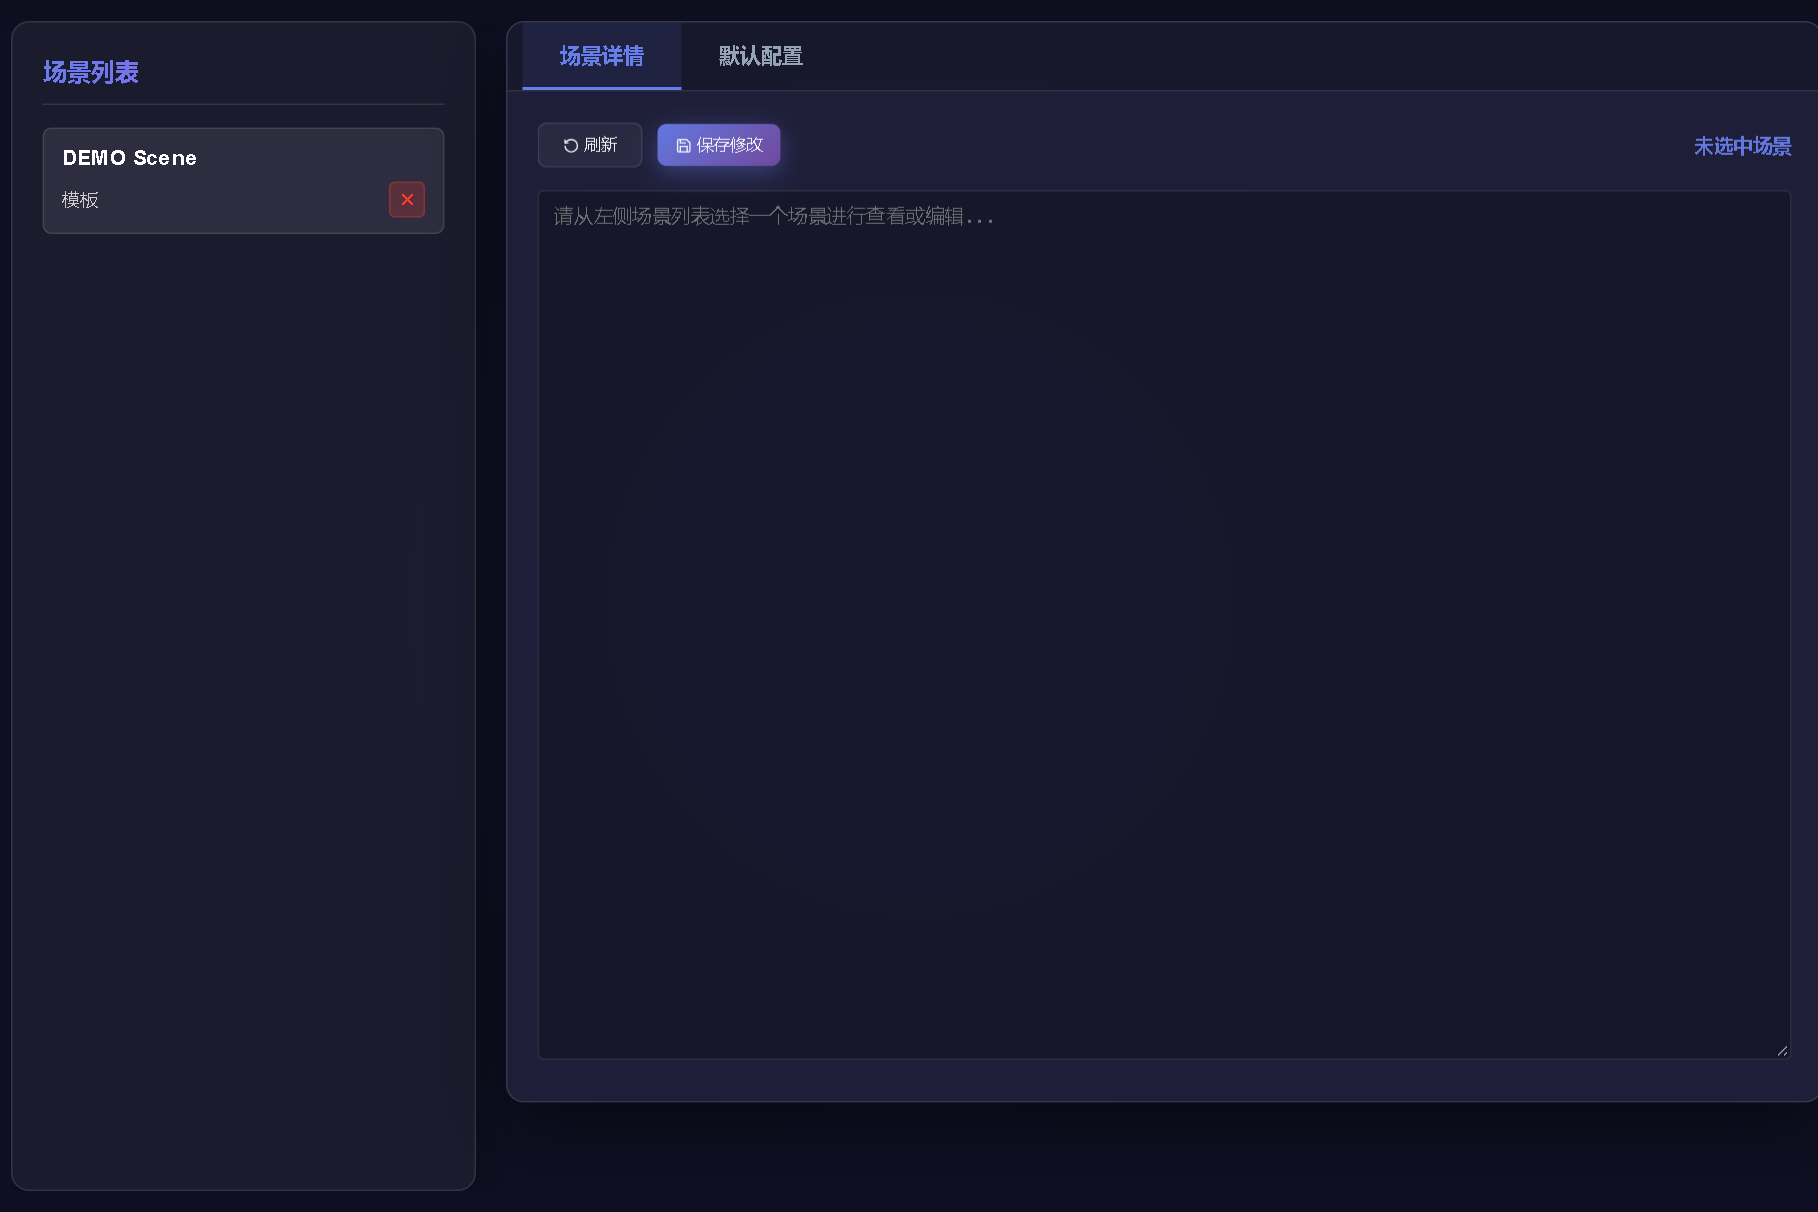 场景列表
DEMO Scene
模板
场景详情
默认配置
刷新
保存修改
未选中场景
请从左侧场景列表选择一个场景进行查看或编辑...